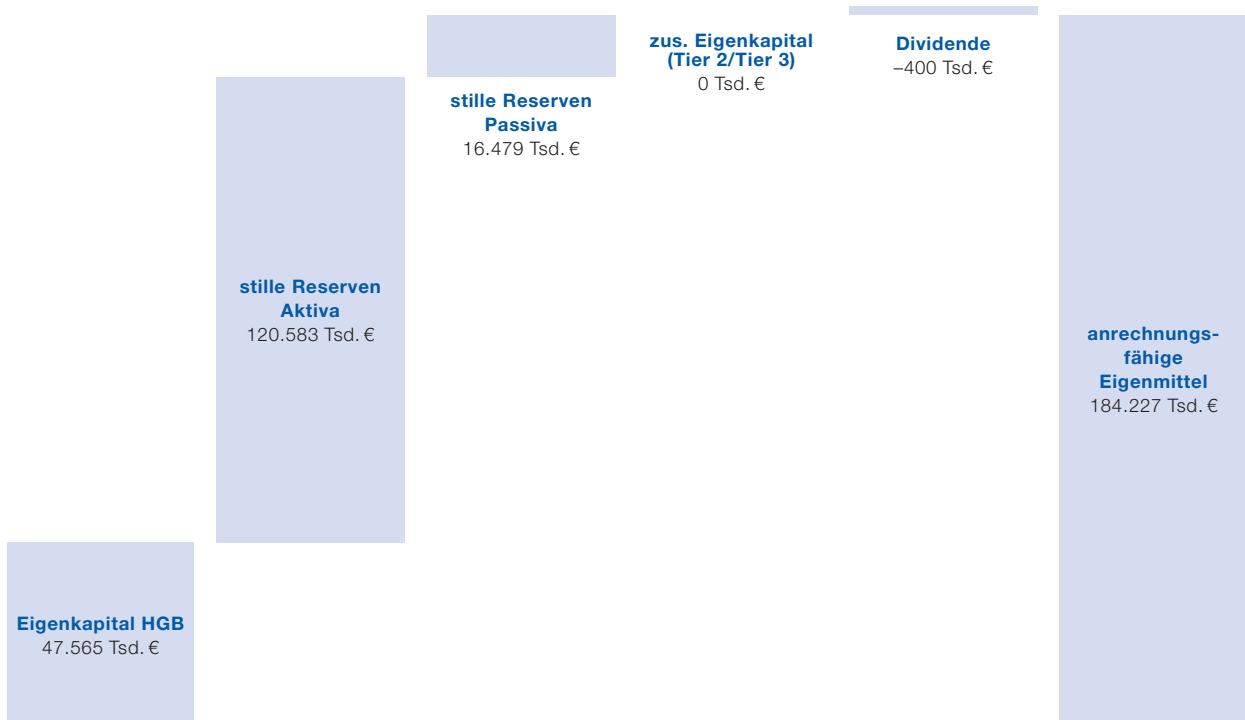 Eigenkapital HGB
47.565 Tsd. €
stille Reserven
Aktiva
120.583 Tsd. €
stille Reserven
Passiva
16.479 Tsd. €
zus. Eigenkapital
(Tier 2/Tier 3)
0 Tsd. €
Dividende
–400 Tsd. €
anrechnungs-
fähige
Eigenmittel
184.227 Tsd. €